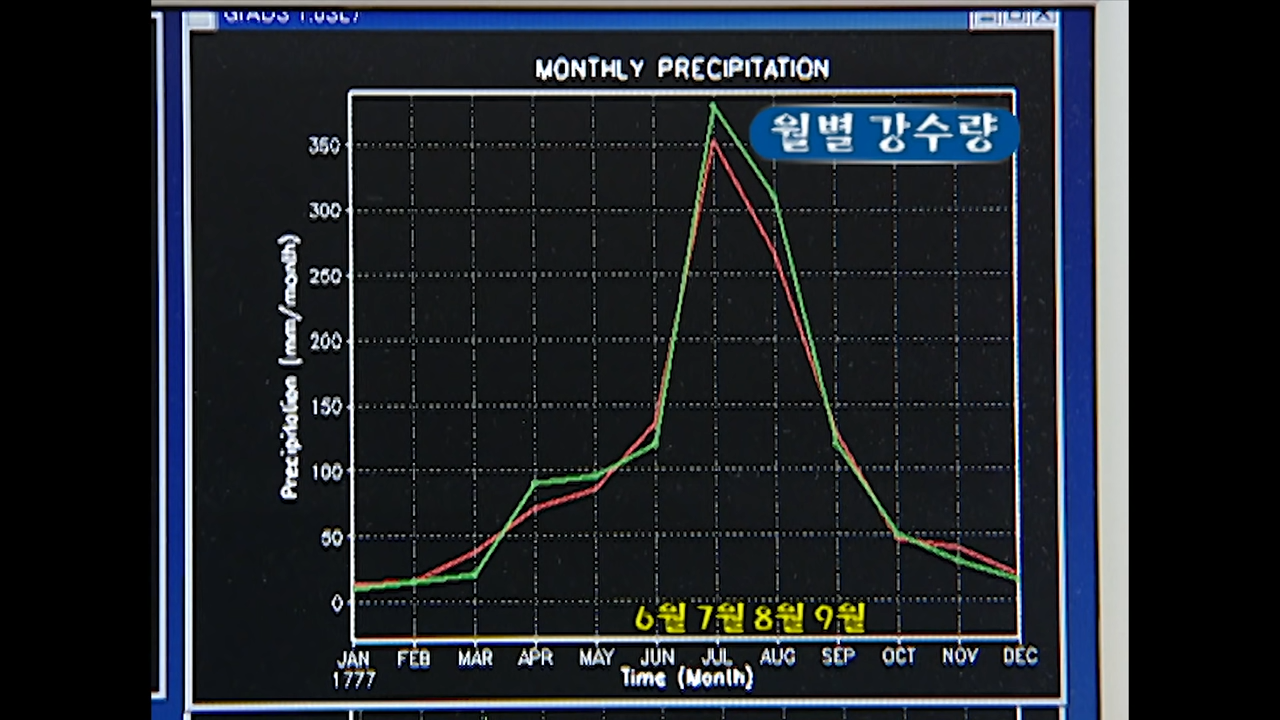 MONTHLY PRECIPITATION
월별 강수량
350
300
250
200
150
100
50
0
Precipitation (mm/month)
6월 7월 8월 9월
JAN FEB MAR APR MAY JUN JUL AUG SEP OCT NOV DEC
1777
Time (Month)